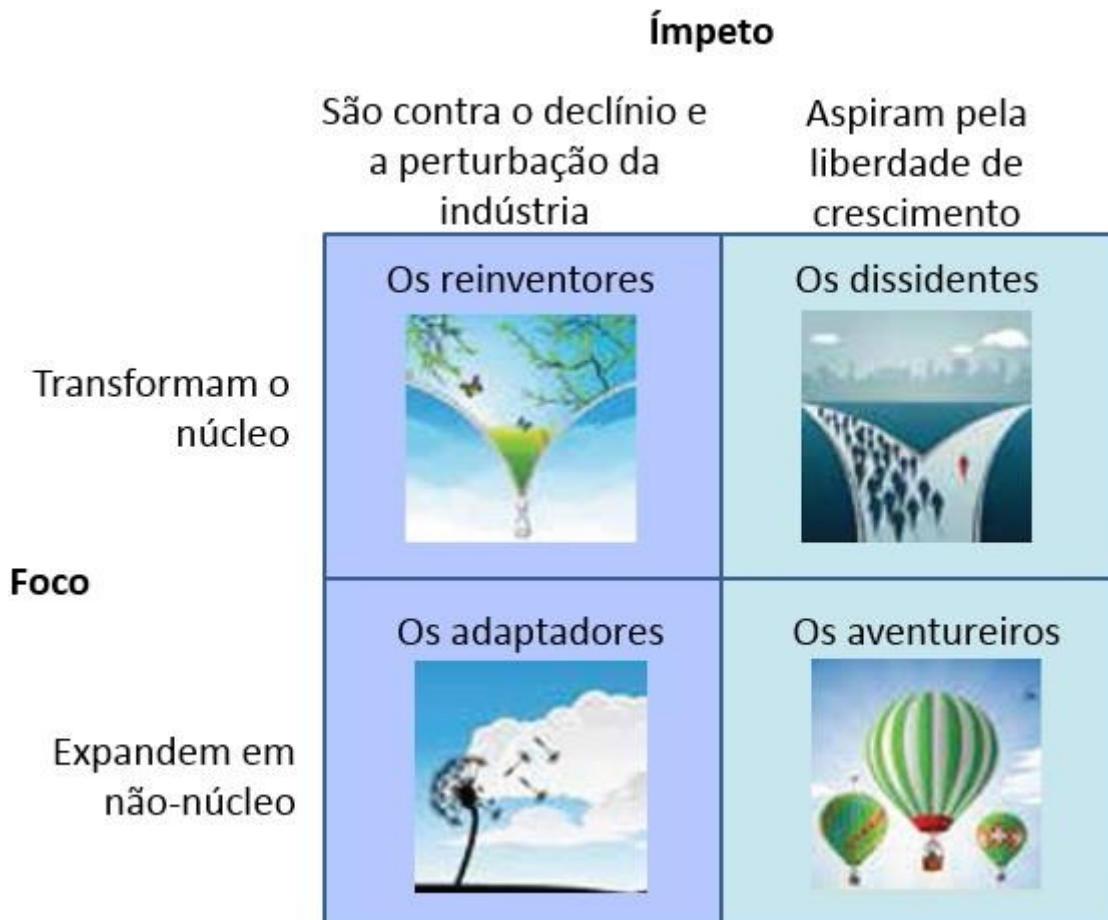 Ímpeto
São contra o declínio e
a perturbação da
indústria
Aspiram pela
liberdade de
crescimento
Os reinventores
Os dissidentes
Transformam o
núcleo
Foco
Os adaptadores
Os aventureiros
Expandem em
não-núcleo